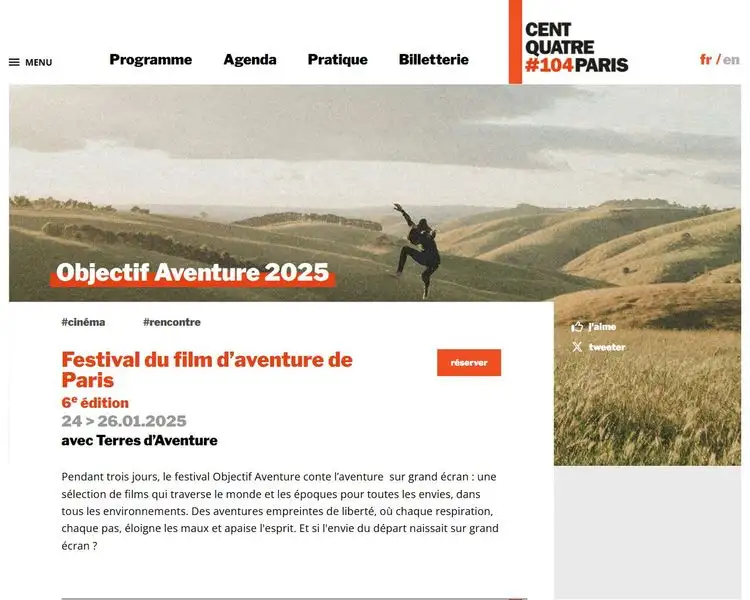 MENU
Programme
Agenda
Pratique
Billetterie
CENT
QUATRE
#104PARIS
fr / en
Objectif Aventure 2025
#cinéma
#rencontre
j'aime
tweeter
Festival du film d’aventure de
Paris
réserver
6e édition
24 > 26.01.2025
avec Terres d’Aventure
Pendant trois jours, le festival Objectif Aventure conte l’aventure sur grand écran : une
sélection de films qui traverse le monde et les époques pour toutes les envies, dans
tous les environnements. Des aventures empreintes de liberté, où chaque respiration,
chaque pas, éloigne les maux et apaise l'esprit. Et si l'envie du départ naissait sur grand
écran ?